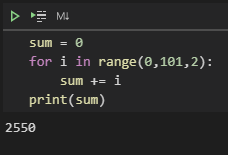 M↓
sum = 0
for i in range(0,101,2):
    sum += i
print(sum)
2550